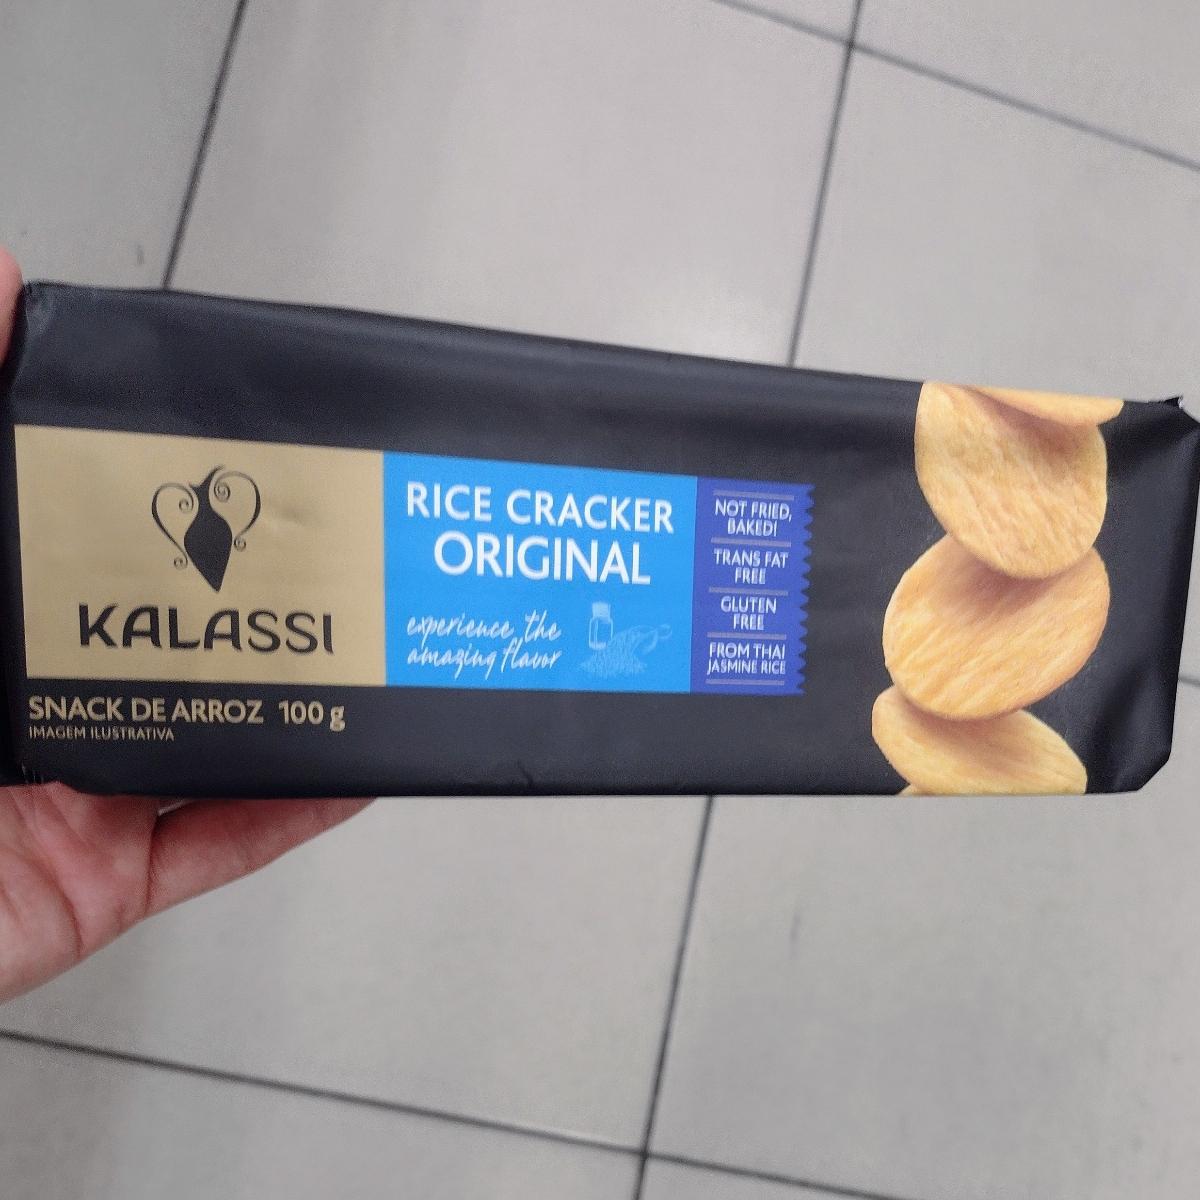 KALASSI
SNACK DE ARROZ 100 g
IMAGEM ILUSTRATIVA
RICE CRACKER
ORIGINAL
experience the
amazing flavor
NOT FRIED,
BAKED!
TRANS FAT
FREE
GLUTEN
FREE
FROM THAI
JASMINE RICE